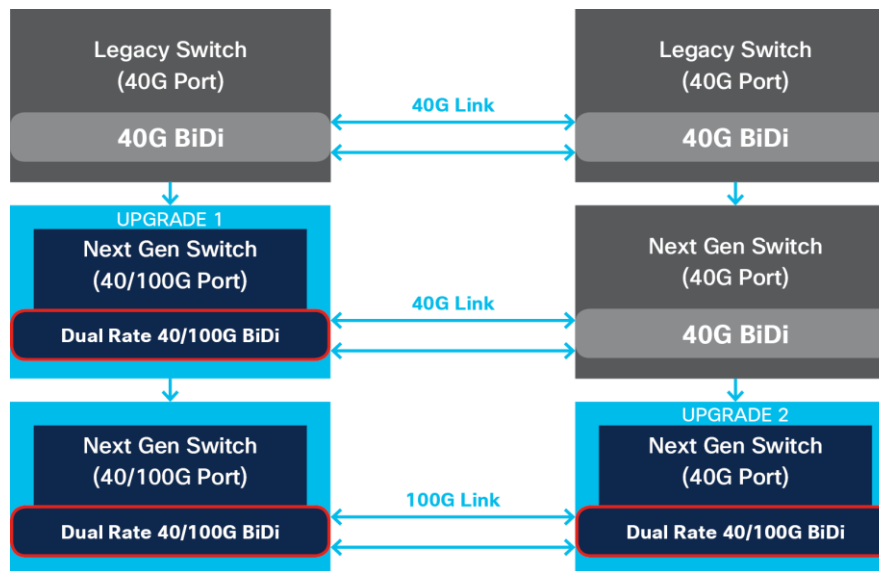 Legacy Switch
(40G Port)
40G BiDi
40G Link
Legacy Switch
(40G Port)
40G BiDi
UPGRADE 1
Next Gen Switch
(40/100G Port)
Dual Rate 40/100G BiDi
40G Link
Next Gen Switch
(40G Port)
40G BiDi
Next Gen Switch
(40/100G Port)
Dual Rate 40/100G BiDi
100G Link
UPGRADE 2
Next Gen Switch
(40G Port)
Dual Rate 40/100G BiDi